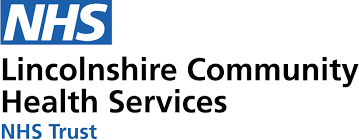 NHS
Lincolnshire Community
Health Services
NHS Trust